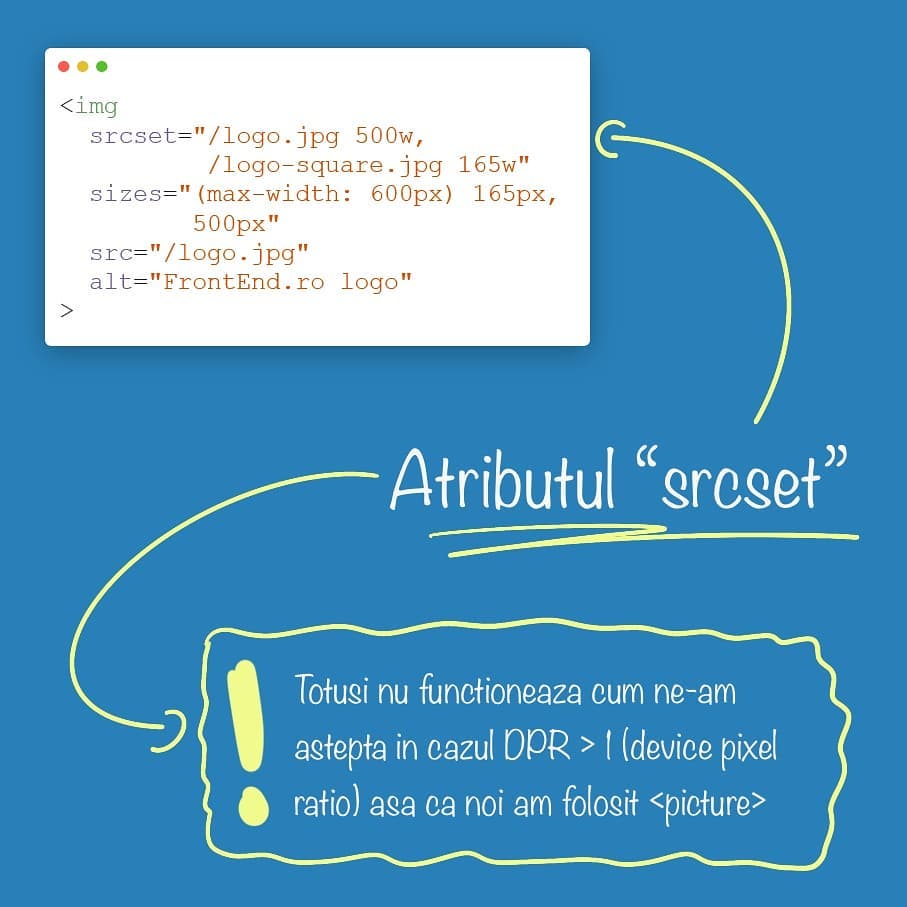 <img
srcset="/logo.jpg 500w,
/logo-square.jpg 165w"
sizes="(max-width: 600px) 165px,
500px"
src="/logo.jpg"
alt="FrontEnd.ro logo"
>
Atributul “srcset”
Totusi nu functioneaza cum ne-am
astepta in cazul DPR > 1 (device pixel
ratio) asa ca noi am folosit <picture>